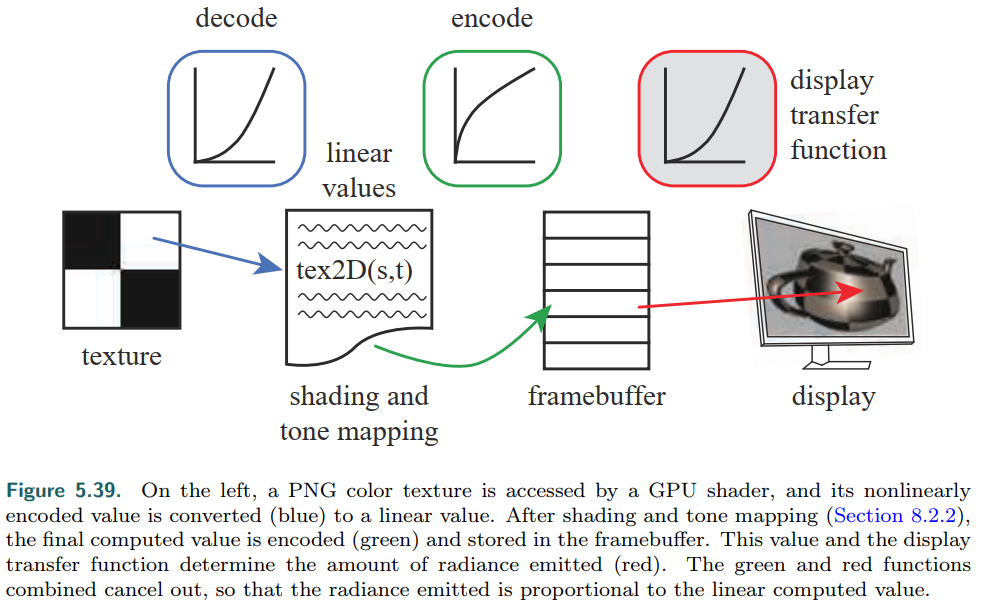 decode
encode
display
transfer
function
linear
values
tex2D(s,t)
texture
shading and
tone mapping
framebuffer
display
Figure 5.39. On the left, a PNG color texture is accessed by a GPU shader, and its nonlinearly
encoded value is converted (blue) to a linear value. After shading and tone mapping (Section 8.2.2),
the final computed value is encoded (green) and stored in the framebuffer. This value and the display
transfer function determine the amount of radiance emitted (red). The green and red functions
combined cancel out, so that the radiance emitted is proportional to the linear computed value.